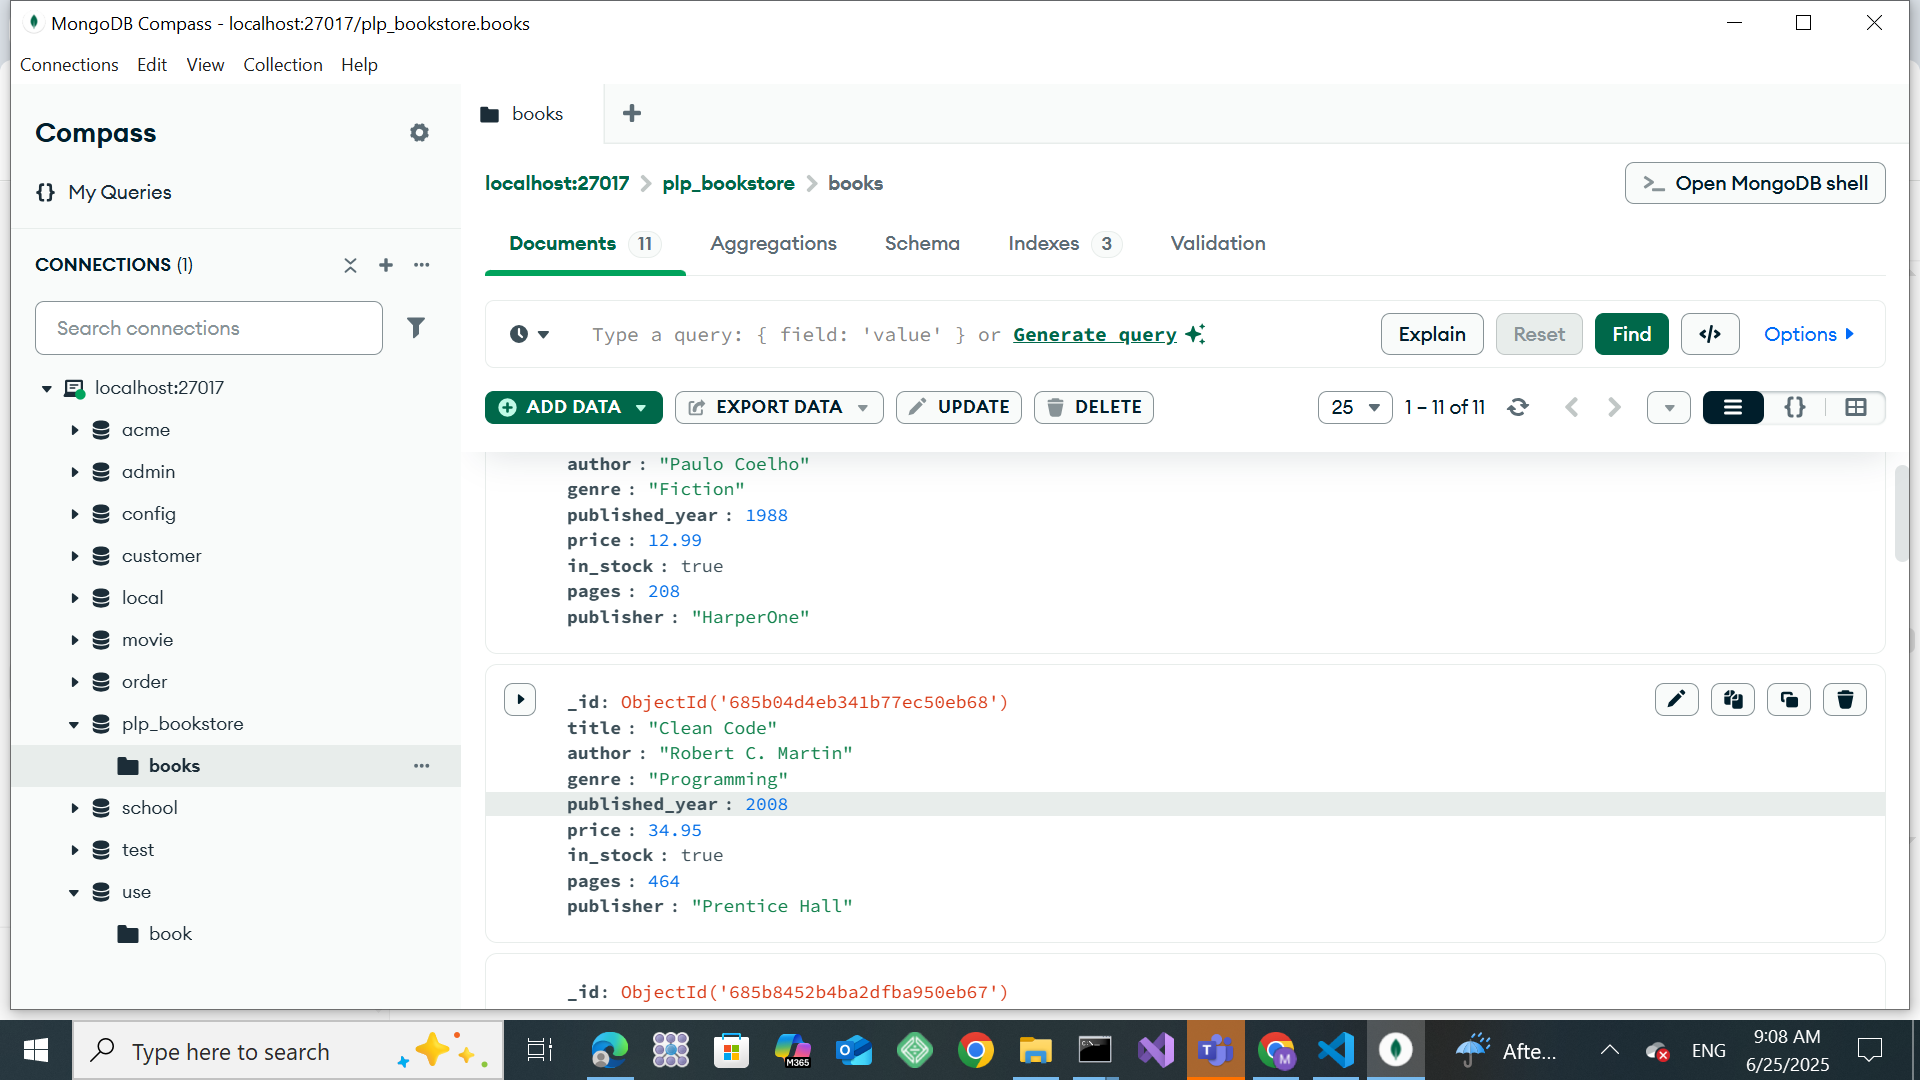 MongoDB Compass - localhost:27017/plp_bookstore.books
Connections Edit View Collection Help
Compass
My Queries
CONNECTIONS (1)
Search connections
localhost:27017
acme
admin
config
customer
local
movie
order
plp_bookstore
books
school
test
use
book
books
localhost:27017 > plp_bookstore > books
>_ Open MongoDB shell
Documents 11 Aggregations Schema Indexes 3 Validation
Type a query: { field: 'value' } or Generate query
Explain Reset Find </> Options
ADD DATA EXPORT DATA UPDATE DELETE
25 1 – 11 of 11 {}
author : "Paulo Coelho"
genre : "Fiction"
published_year : 1988
price : 12.99
in_stock : true
pages : 208
publisher : "HarperOne"
_id: ObjectId('685b04d4eb341b77ec50eb68')
title : "Clean Code"
author : "Robert C. Martin"
genre : "Programming"
published_year : 2008
price : 34.95
in_stock : true
pages : 464
publisher : "Prentice Hall"
_id: ObjectId('685b8452b4ba2dfba950eb67')
Type here to search
M365
Afte...
ENG
9:08 AM
6/25/2025